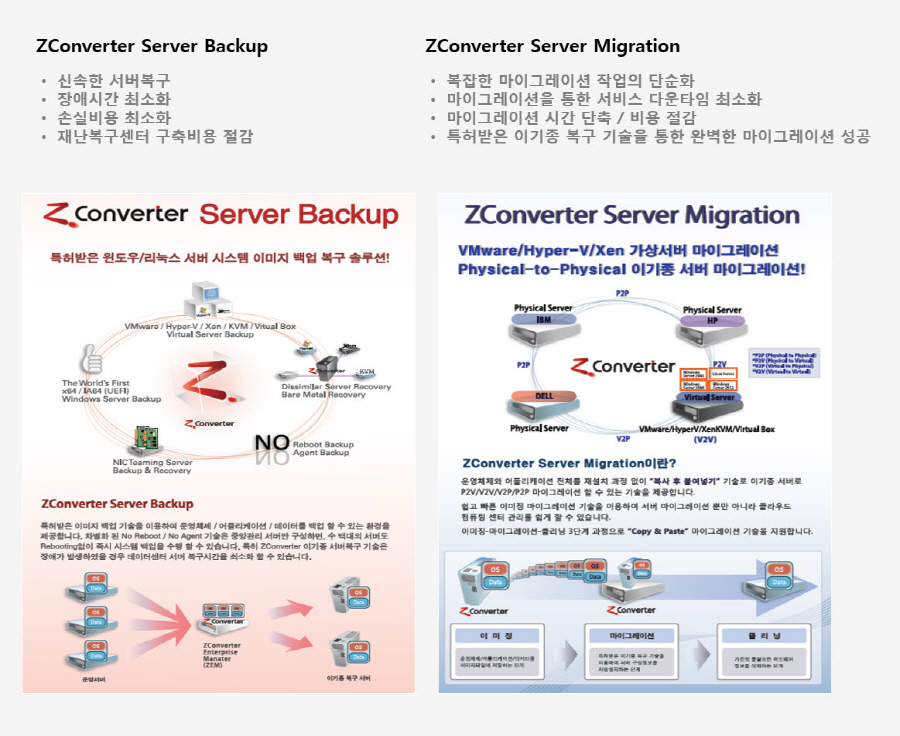 ZConverter Server Backup
• 신속한 서버복구
• 장애시간 최소화
• 손실비용 최소화
• 재난복구센터 구축비용 절감
ZConverter Server Migration
• 복잡한 마이그레이션 작업의 단순화
• 마이그레이션을 통한 서비스 다운타임 최소화
• 마이그레이션 시간 단축 / 비용 절감
• 특허받은 이기종 복구 기술을 통한 완벽한 마이그레이션 성공
ZConverter Server Backup
특허받은 윈도우/리눅스 서버 시스템 이미지 백업 복구 솔루션!
VMware / Hyper-V / Xen / KVM / Vitual Box
Virtual Server Backup
The World's First
x64 / IA64 (UEFI)
Windows Server Backup
Xen
KVM
Converter
Dissimilar Server Recovery
Bare Metal Recovery
ZConverter
NIC Teaming Server
Backup & Recovery
NO Reboot Backup
Agent Backup
ZConverter Server Backup
특허받은 이미지 백업 기술을 이용하여 운영체제 / 어플리케이션 / 데이터를 백업 할 수 있는 환경을
제공합니다. 차별화 된 No Reboot / No Agent 기술은 중앙관리 서버만 구성하면, 수 백대의 서버도
Rebooting없이 즉시 시스템 백업을 수행 할 수 있습니다. 특히 ZConverter 이기종 서버복구 기술은
장애가 발생하였을 경우 데이터센터 서버 복구시간을 최소화 할 수 있습니다.
OS
Data
OS
Data
OS
Data
운영서버
ZConverter
ZConverter
Enterprise
Manater
(ZEM)
OS
Data
OS
Data
이기종 복구 서버
ZConverter Server Migration
VMware/Hyper-V/Xen 가상서버 마이그레이션
Physical-to-Physical 이기종 서버 마이그레이션!
P2P
Physical Server
IBM
Physical Server
HP
P2P
ZConverter
P2V
*P2P (Physical to Physical)
*P2V (Physical to Virtual)
*V2P (Virtual to Physical)
*V2V (Virtual to Virtual)
DELL
Physical Server
Virtual Server
VMware/HyperV/XenKVM/Virtual Box
V2P
(V2V)
ZConverter Server Migration이란?
운영체제와 어플리케이션 전체를 재설치 과정 없이 "복사 후 붙여넣기" 기술로 이기종 서버로
P2V/V2V/V2P/P2P 마이그레이션 할 수 있는 기술을 제공합니다.
쉽고 빠른 이미징 마이그레이션 기술을 이용하여 서버 마이그레이션 뿐만 아니라 클라우드
컴퓨팅 센터 관리를 쉽게 할 수 있습니다.
이미징-마이그레이션-클리닝 3단계 과정으로 "Copy & Paste" 마이그레이션 기술을 지원합니다.
OS
Data
OS
Data
OS
Data
OS
Data
ZConverter
ZConverter
이 미 징
마이그레이션
클 리 닝